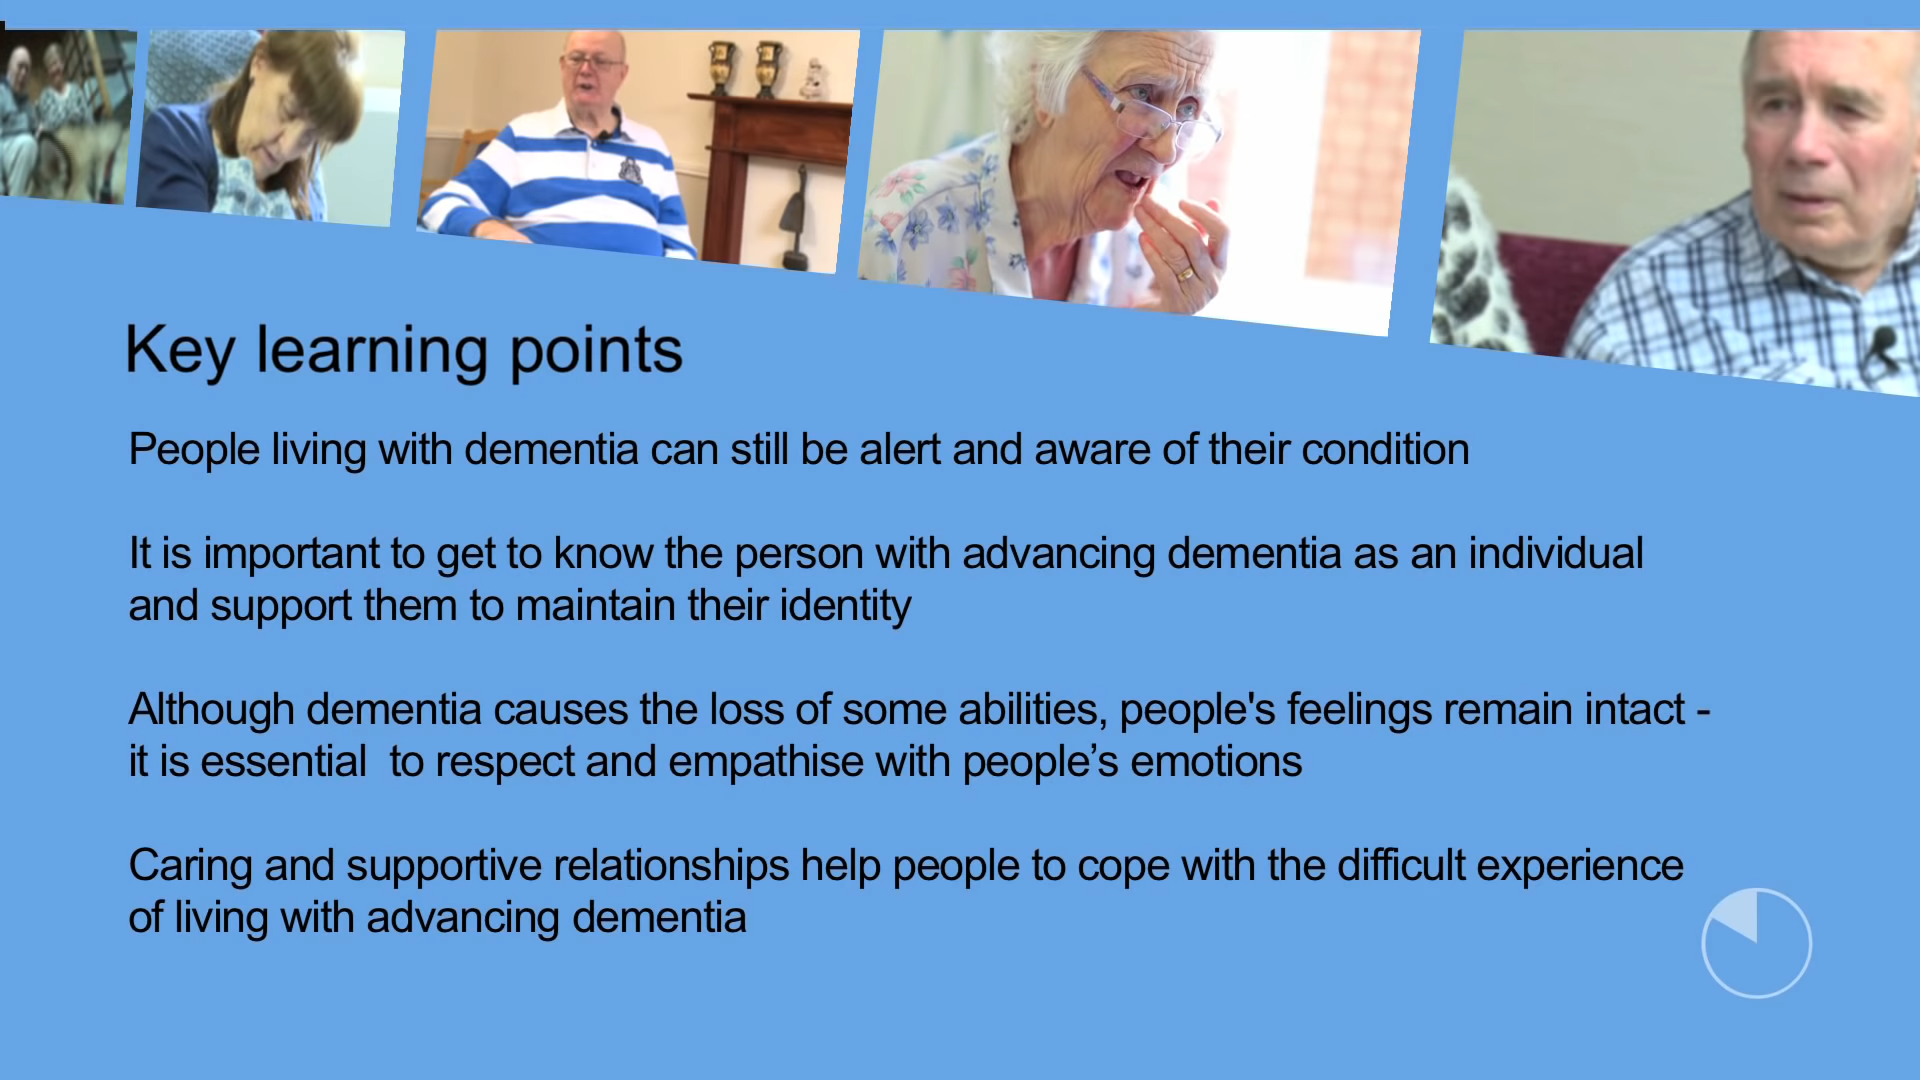 Key learning points
People living with dementia can still be alert and aware of their condition
It is important to get to know the person with advancing dementia as an individual
and support them to maintain their identity
Although dementia causes the loss of some abilities, people's feelings remain intact -
it is essential  to respect and empathise with people’s emotions
Caring and supportive relationships help people to cope with the difficult experience
of living with advancing dementia